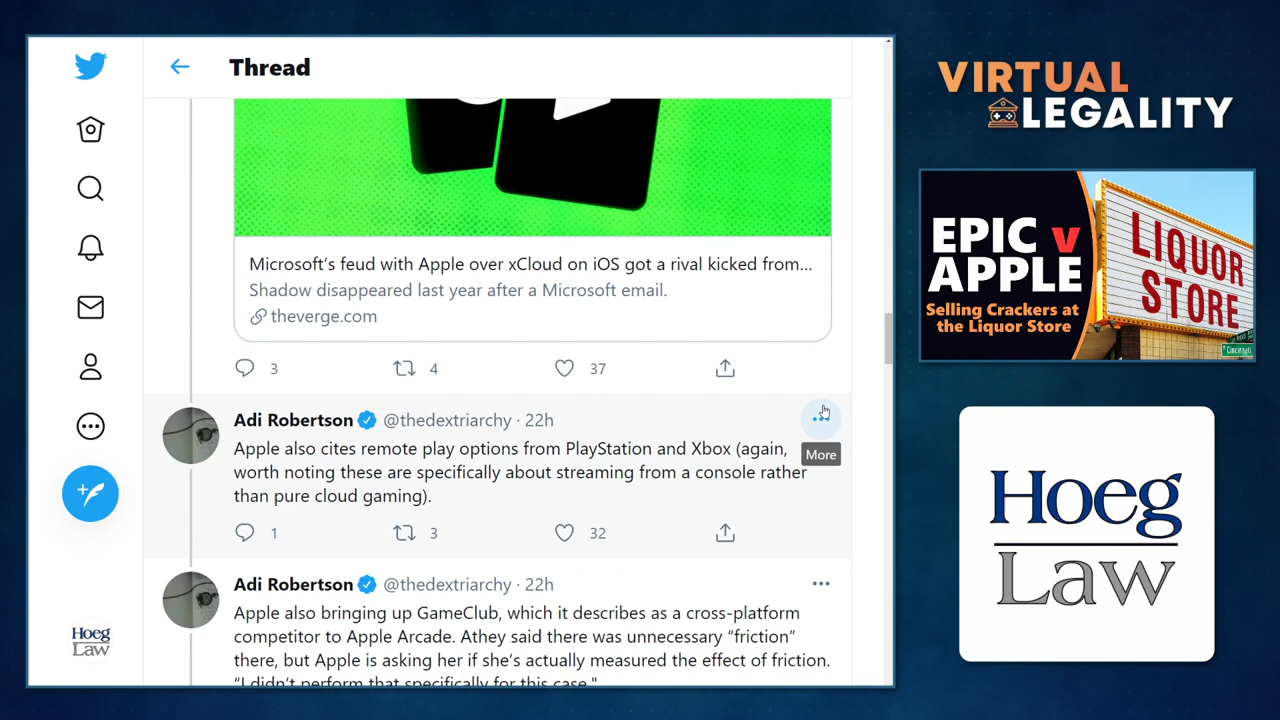 Thread
Microsoft's feud with Apple over xCloud on iOS got a rival kicked from...
Shadow disappeared last year after a Microsoft email.
theverge.com
3 4 37
Adi Robertson @thedextriarchy · 22h
Apple also cites remote play options from PlayStation and Xbox (again,
worth noting these are specifically about streaming from a console rather
than pure cloud gaming).
More
1 3 32
Adi Robertson @thedextriarchy · 22h
Apple also bringing up GameClub, which it describes as a cross-platform
competitor to Apple Arcade. Athey said there was unnecessary “friction”
there, but Apple is asking her if she’s actually measured the effect of friction.
“I didn’t perform that specifically for this case."
Hoeg
Law
VIRTUAL
LEGALITY
EPIC v
APPLE
Selling Crackers at
the Liquor Store
LIQUOR
STORE
Cincinnati
Hoeg
Law